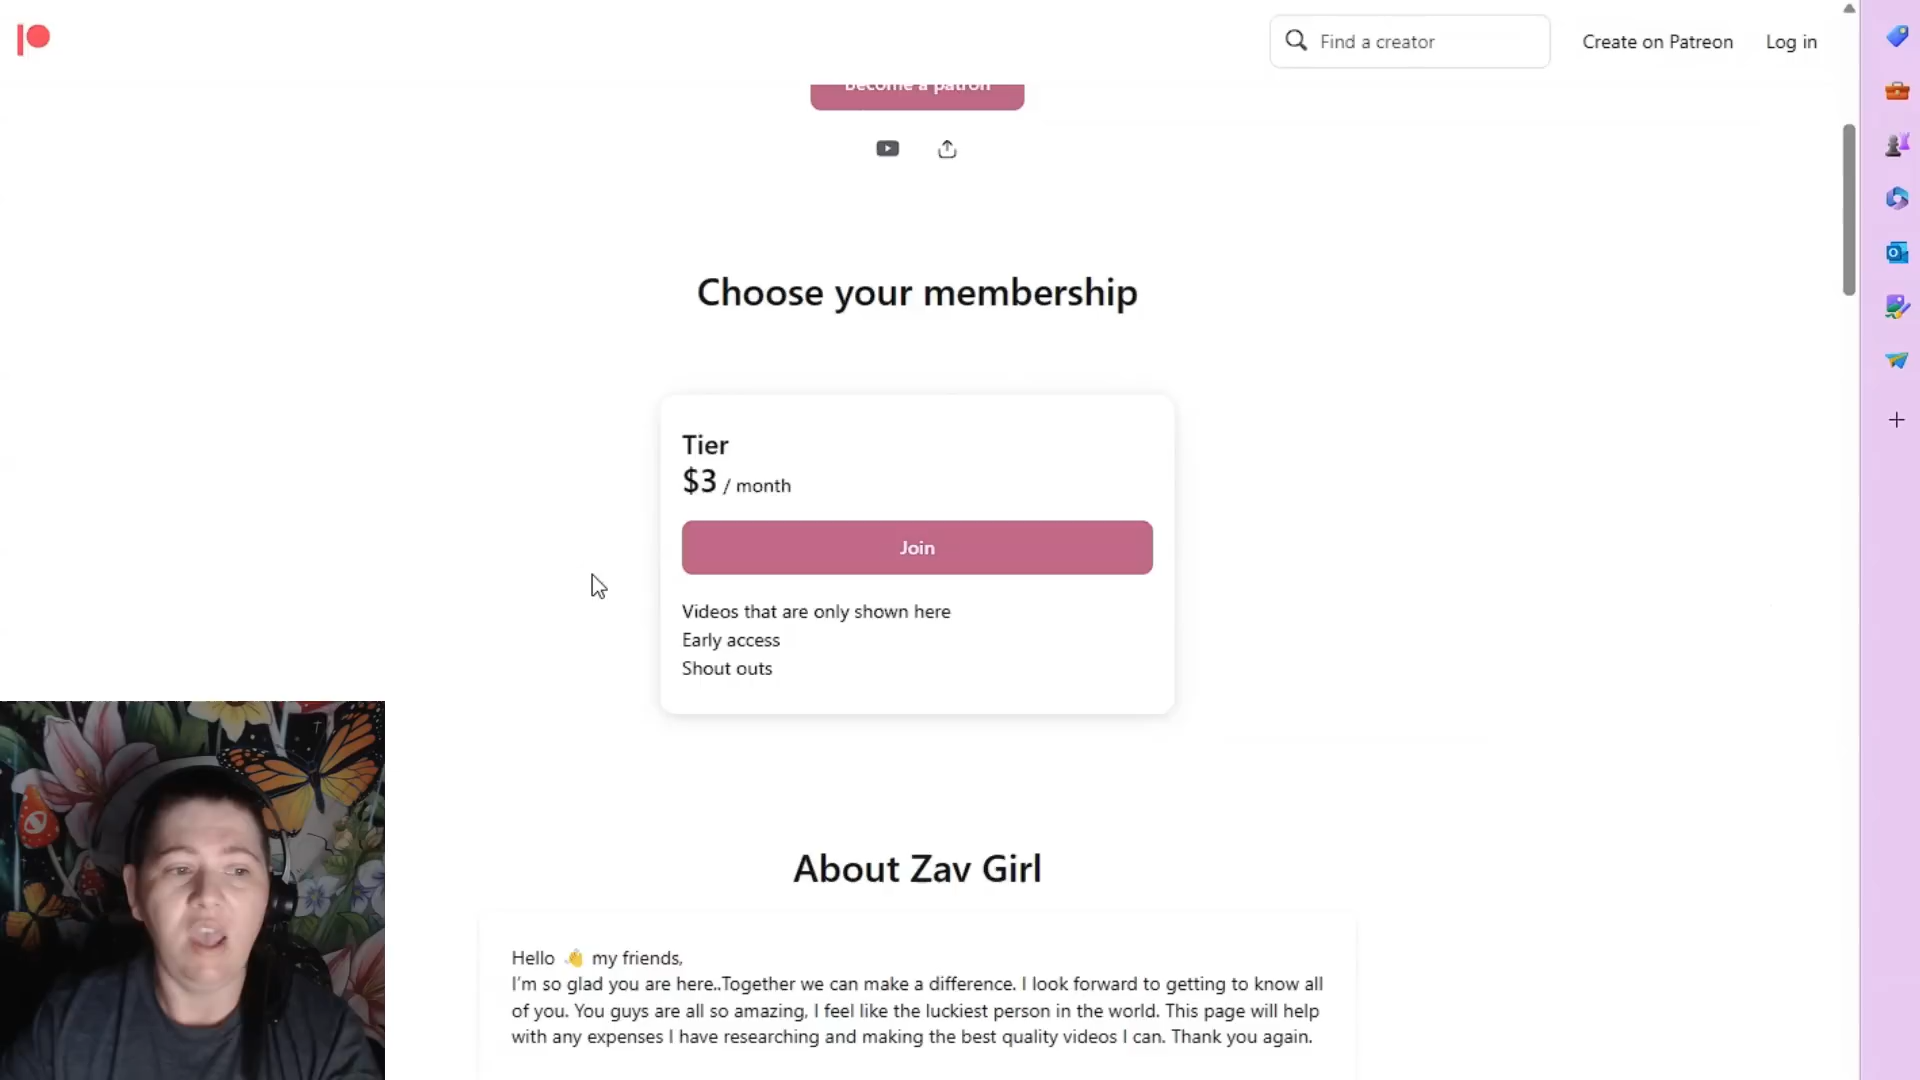 Find a creator
Create on Patreon
Log in
Become a patron
Choose your membership
Tier
$3 / month
Join
Videos that are only shown here
Early access
Shout outs
About Zav Girl
Hello 👋 my friends,
I'm so glad you are here..Together we can make a difference. I look forward to getting to know all
of you. You guys are all so amazing, I feel like the luckiest person in the world. This page will help
with any expenses I have researching and making the best quality videos I can. Thank you again.